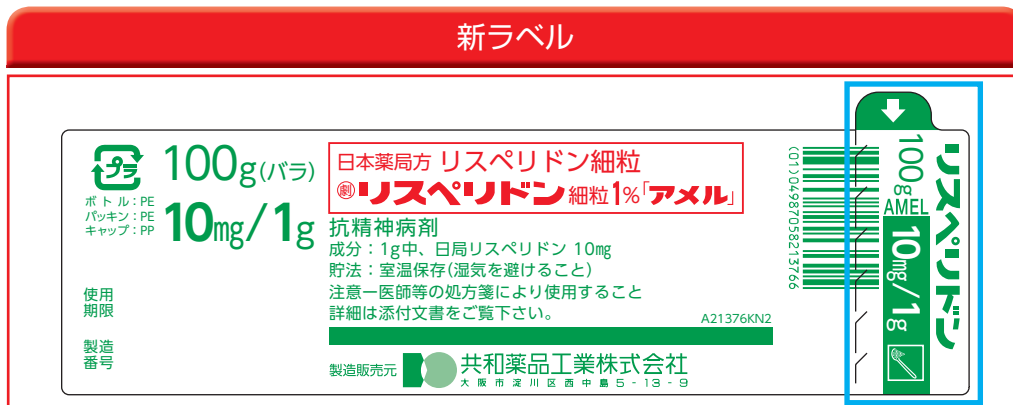 新ラベル
プラ
ボトル：PE
パッキン：PE
キャップ：PP
100g(バラ)
10mg/1g
使用
期限
製造
番号
日本薬局方 リスペリドン細粒
劇 リスペリドン 細粒1%「アメル」
抗精神病剤
成分：1g中、日局リスペリドン 10mg
貯法：室温保存(湿気を避けること)
注意－医師等の処方箋により使用すること
詳細は添付文書をご覧下さい。
A21376KN2
製造販売元 共和薬品工業株式会社
大阪市淀川区西中島5-13-9
(01)04987058213766
100g
AMEL
10mg/1g
リスペリドン